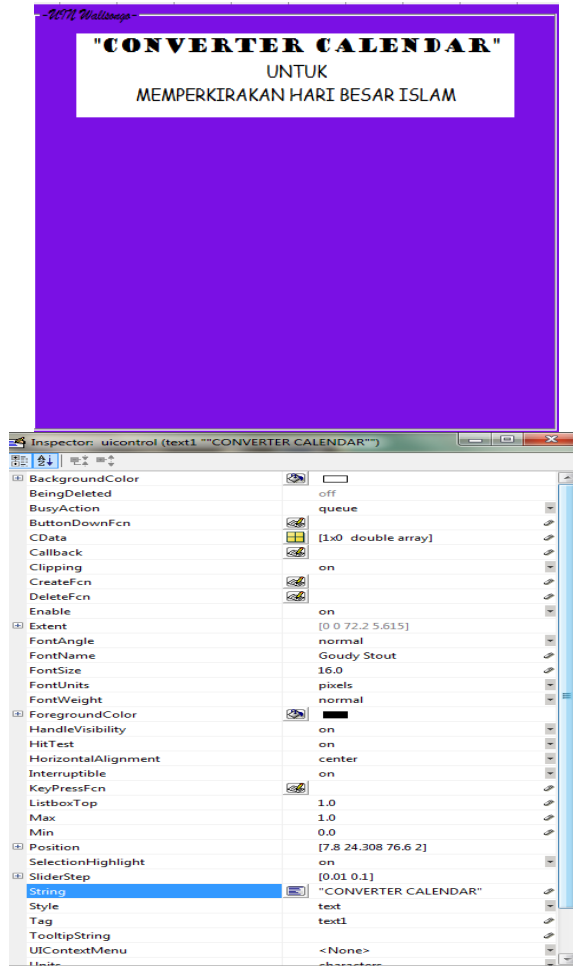 -UIN Walisongo-
"CONVERTER CALENDAR"
UNTUK
MEMPERKIRAKAN HARI BESAR ISLAM
Inspector: uicontrol (text1 ""CONVERTER CALENDAR"")
BackgroundColor
BeingDeleted off
BusyAction queue
ButtonDownFcn
CData [1x0 double array]
Callback
Clipping on
CreateFcn
DeleteFcn
Enable on
Extent [0 0 72.2 5.615]
FontAngle normal
FontName Goudy Stout
FontSize 16.0
FontUnits pixels
FontWeight normal
ForegroundColor
HandleVisibility on
HitTest on
HorizontalAlignment center
Interruptible on
KeyPressFcn
ListboxTop 1.0
Max 1.0
Min 0.0
Position [7.8 24.308 76.6 2]
SelectionHighlight on
SliderStep [0.01 0.1]
String "CONVERTER CALENDAR"
Style text
Tag text1
TooltipString
UIContextMenu <None>
Units characters